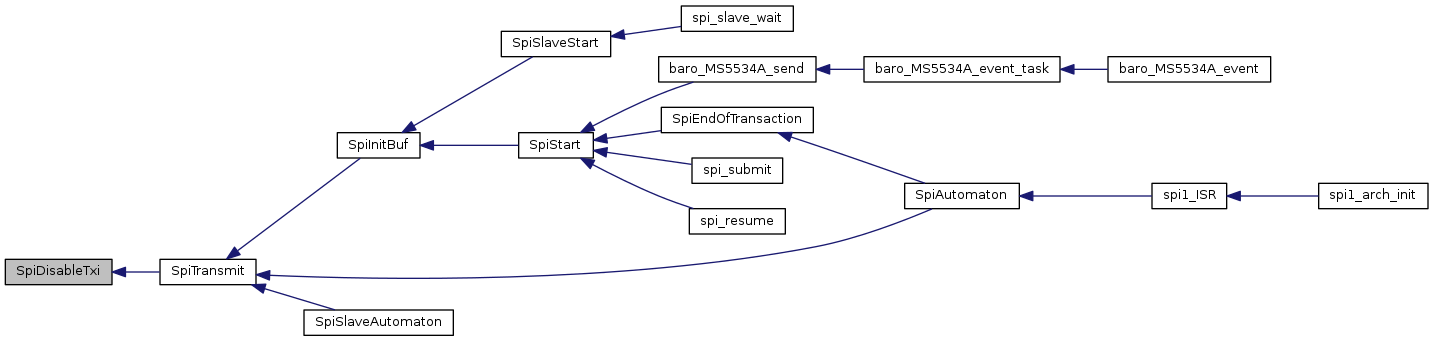 spi_slave_wait
SpiSlaveStart
baro_MS5534A_send
baro_MS5534A_event_task
baro_MS5534A_event
SpiEndOfTransaction
SpiInitBuf
SpiStart
spi_submit
SpiAutomaton
spi1_ISR
spi1_arch_init
spi_resume
SpiDisableTxi
SpiTransmit
SpiSlaveAutomaton